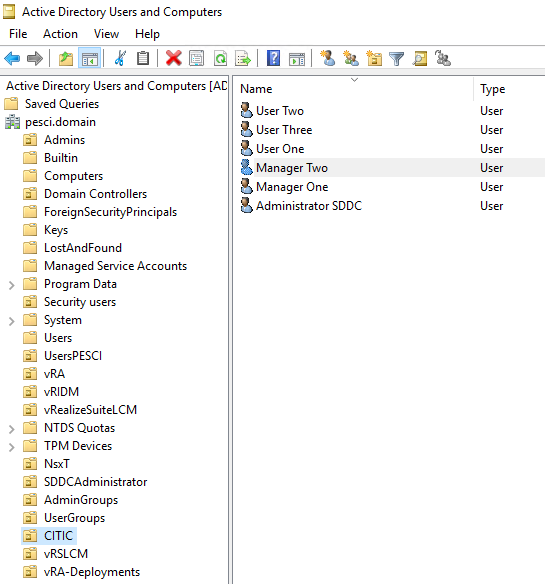 Active Directory Users and Computers
File Action View Help
Active Directory Users and Computers [AD
Saved Queries
pesci.domain
Admins
Builtin
Computers
Domain Controllers
ForeignSecurityPrincipals
Keys
LostAndFound
Managed Service Accounts
Program Data
Security users
System
Users
UsersPESCI
vRA
vRIDM
vRealizeSuiteLCM
NTDS Quotas
TPM Devices
NsxT
SDDCAdministrator
AdminGroups
UserGroups
CITIC
vRSLCM
vRA-Deployments
Name Type
User Two User
User Three User
User One User
Manager Two User
Manager One User
Administrator SDDC User